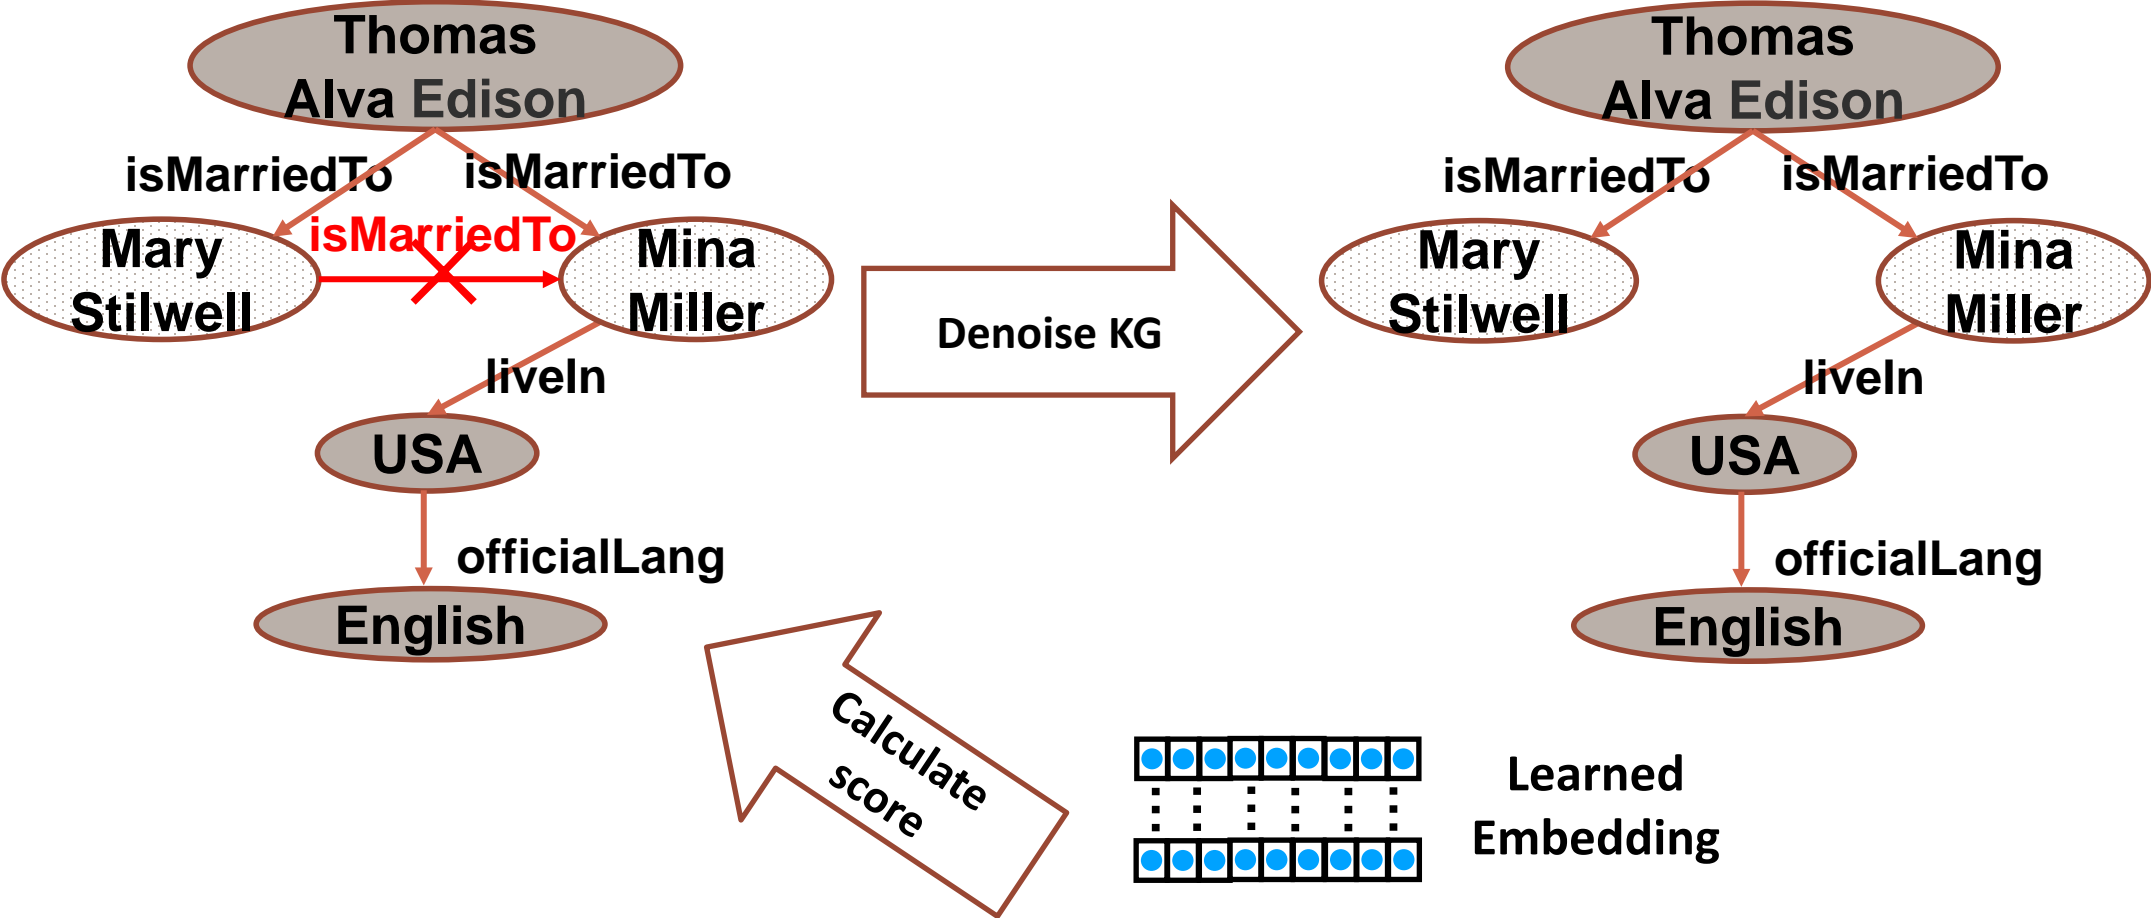 Thomas
Alva Edison
isMarriedTo
isMarriedTo
isMarriedTo
Mary
Stilwell
Mina
Miller
liveIn
USA
officialLang
English
Denoise KG
Thomas
Alva Edison
isMarriedTo
isMarriedTo
Mary
Stilwell
Mina
Miller
liveIn
USA
officialLang
English
Calculate
score
Learned
Embedding